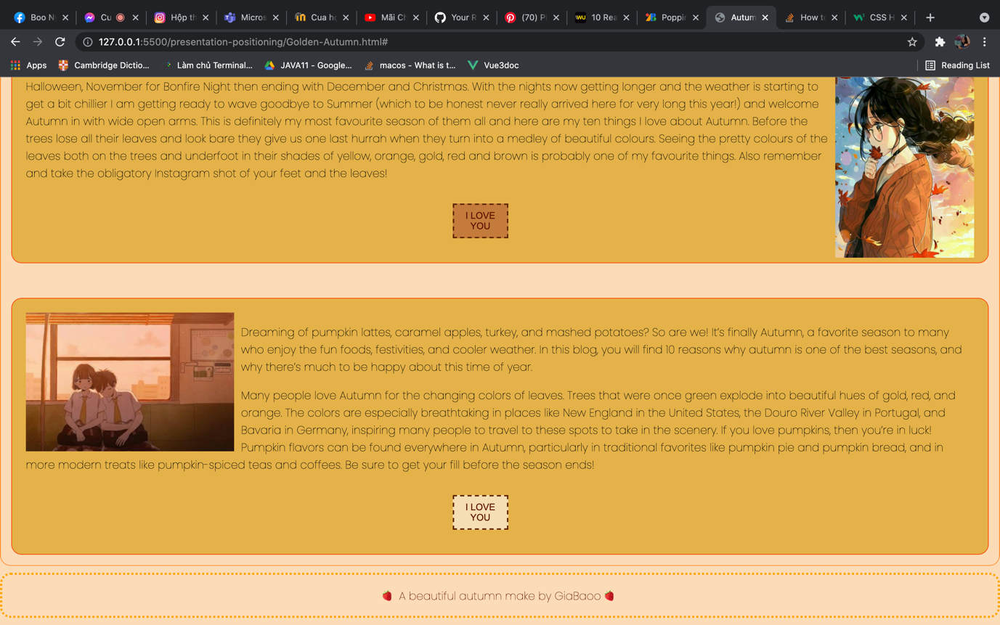 Boo N
Cu
Hộp th
Micros
Cua h
Mãi Ch
Your R
(70) Pi
10 Rea
Poppin
Autum
How to
CSS H
127.0.0.1:5500/presentation-positioning/Golden-Autumn.html#
Apps
Cambridge Dictio...
Làm chủ Terminal...
JAVA11 - Google...
macos - What is t...
Vue3doc
Reading List
Halloween, November for Bonfire Night then ending with December and Christmas. With the nights now getting longer and the weather is starting to
get a bit chillier I am getting ready to wave goodbye to Summer (which to be honest never really arrived here for very long this year!) and welcome
Autumn in with wide open arms. This is definitely my most favourite season of them all and here are my ten things I love about Autumn. Before the
trees lose all their leaves and look bare they give us one last hurrah when they turn into a medley of beautiful colours. Seeing the pretty colours of the
leaves both on the trees and underfoot in their shades of yellow, orange, gold, red and brown is probably one of my favourite things. Also remember
and take the obligatory Instagram shot of your feet and the leaves!
I LOVE
YOU
Dreaming of pumpkin lattes, caramel apples, turkey, and mashed potatoes? So are we! It's finally Autumn, a favorite season to many
who enjoy the fun foods, festivities, and cooler weather. In this blog, you will find 10 reasons why autumn is one of the best seasons, and
why there's much to be happy about this time of year.
Many people love Autumn for the changing colors of leaves. Trees that were once green explode into beautiful hues of gold, red, and
orange. The colors are especially breathtaking in places like New England in the United States, the Douro River Valley in Portugal, and
Bavaria in Germany, inspiring many people to travel to these spots to take in the scenery. If you love pumpkins, then you're in luck!
Pumpkin flavors can be found everywhere in Autumn, particularly in traditional favorites like pumpkin pie and pumpkin bread, and in
more modern treats like pumpkin-spiced teas and coffees. Be sure to get your fill before the season ends!
I LOVE
YOU
🍓 A beautiful autumn make by GiaBaoo 🍓